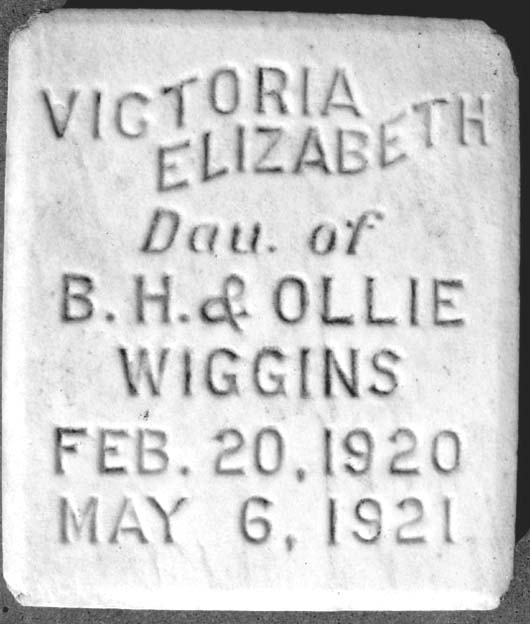 VICTORIA
ELIZABETH
Dau. of
B. H. & OLLIE
WIGGINS
FEB. 20, 1920
MAY 6, 1921